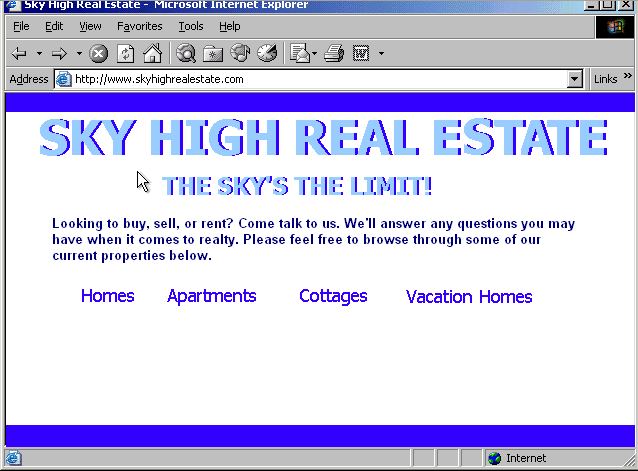 Sky High Real Estate - Microsoft Internet Explorer
File Edit View Favorites Tools Help
Address http://www.skyhighrealestate.com Links »
SKY HIGH REAL ESTATE
THE SKY'S THE LIMIT!
Looking to buy, sell, or rent? Come talk to us. We'll answer any questions you may
have when it comes to realty. Please feel free to browse through some of our
current properties below.
Homes Apartments Cottages Vacation Homes
Internet